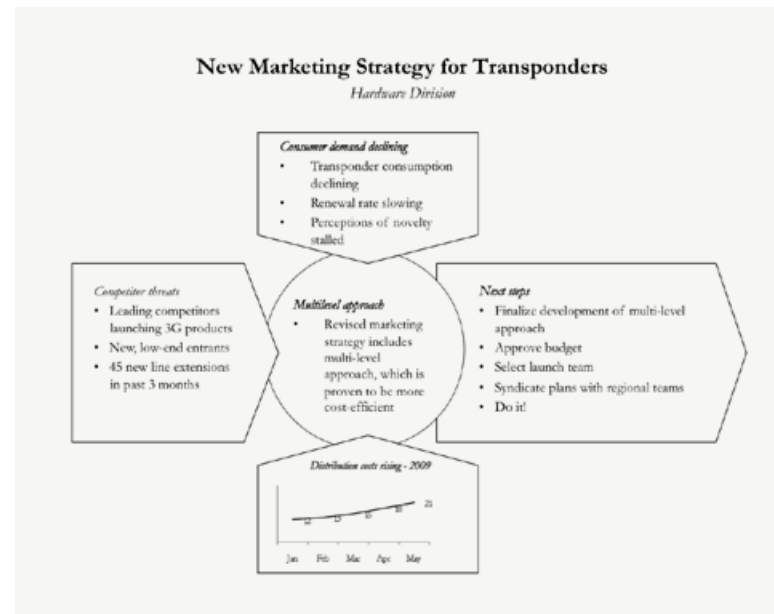 New Marketing Strategy for Transponders
Hardware Division
Consumer demand declining
• Transponder consumption
declining
• Renewal rate slowing
• Perceptions of novelty
stalled
Competitor threats
• Leading competitors
launching 3G products
• New, low-end entrants
• 45 new line extensions
in past 3 months
Multilevel approach
• Revised marketing
strategy includes
multi-level
approach, which is
proven to be more
cost-efficient
Next steps
• Finalize development of multi-level
approach
• Approve budget
• Select launch team
• Syndicate plans with regional teams
• Do it!
Distribution costs rising - 2009
Jan Feb Mar Apr May